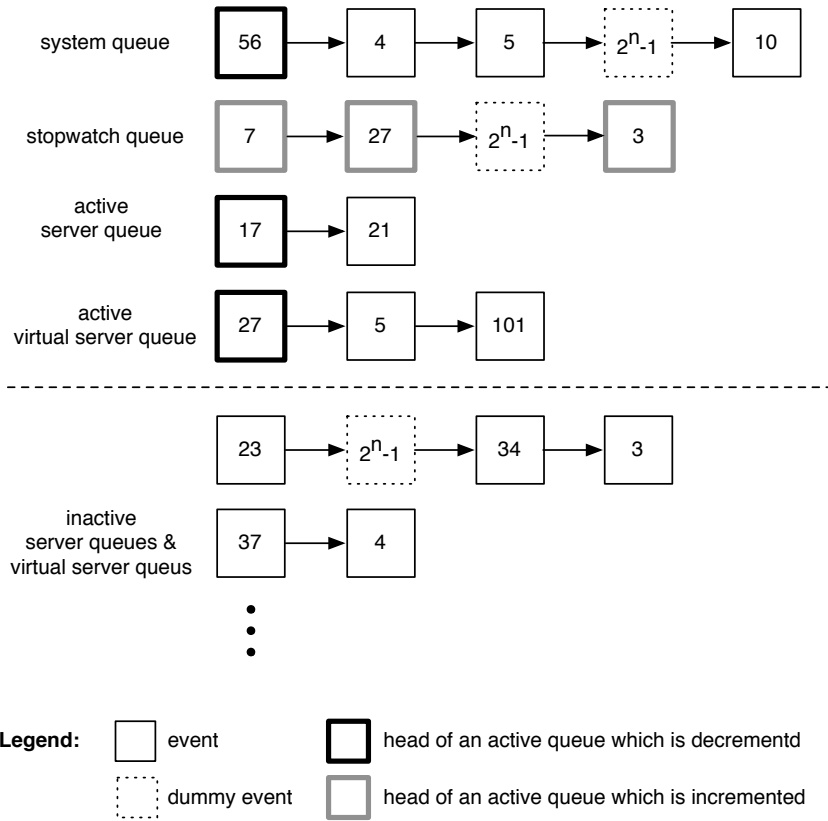 system queue 56 4 5 2^n-1 10
stopwatch queue 7 27 2^n-1 3
active
server queue 17 21
active
virtual server queue 27 5 101
23 2^n-1 34 3
inactive
server queues &
virtual server queus
37 4
Legend: event head of an active queue which is decrementd
dummy event head of an active queue which is incremented